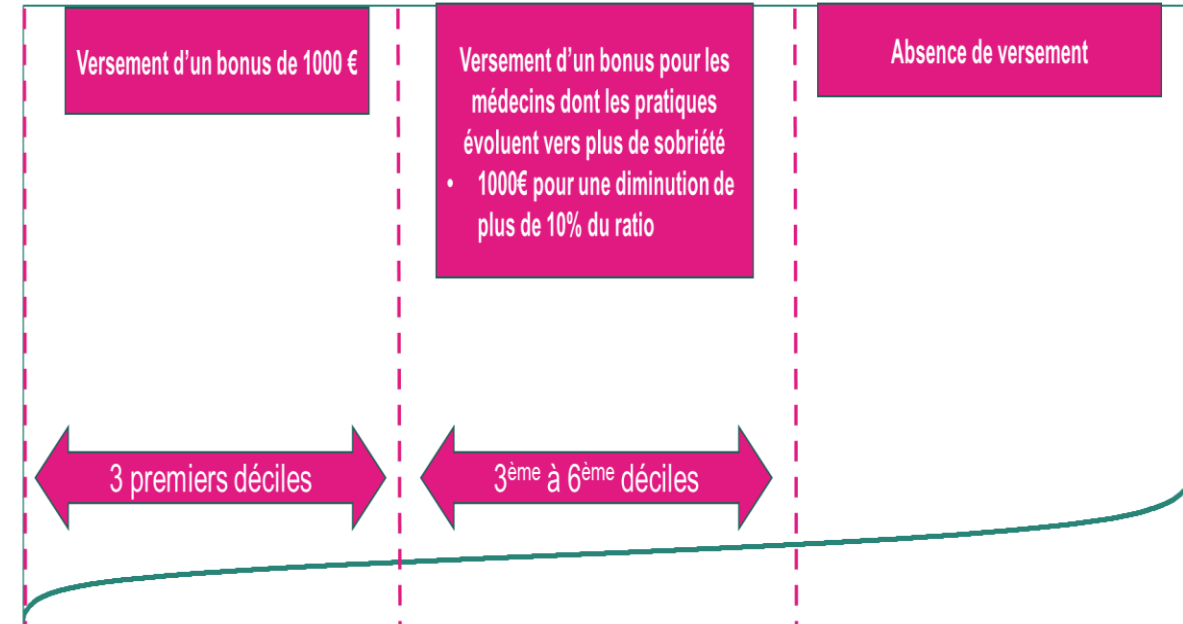 Versement d’un bonus de 1000 €
Versement d’un bonus pour les
médecins dont les pratiques
évoluent vers plus de sobriété
• 1000€ pour une diminution de
plus de 10% du ratio
Absence de versement
3 premiers déciles
3ème à 6ème déciles